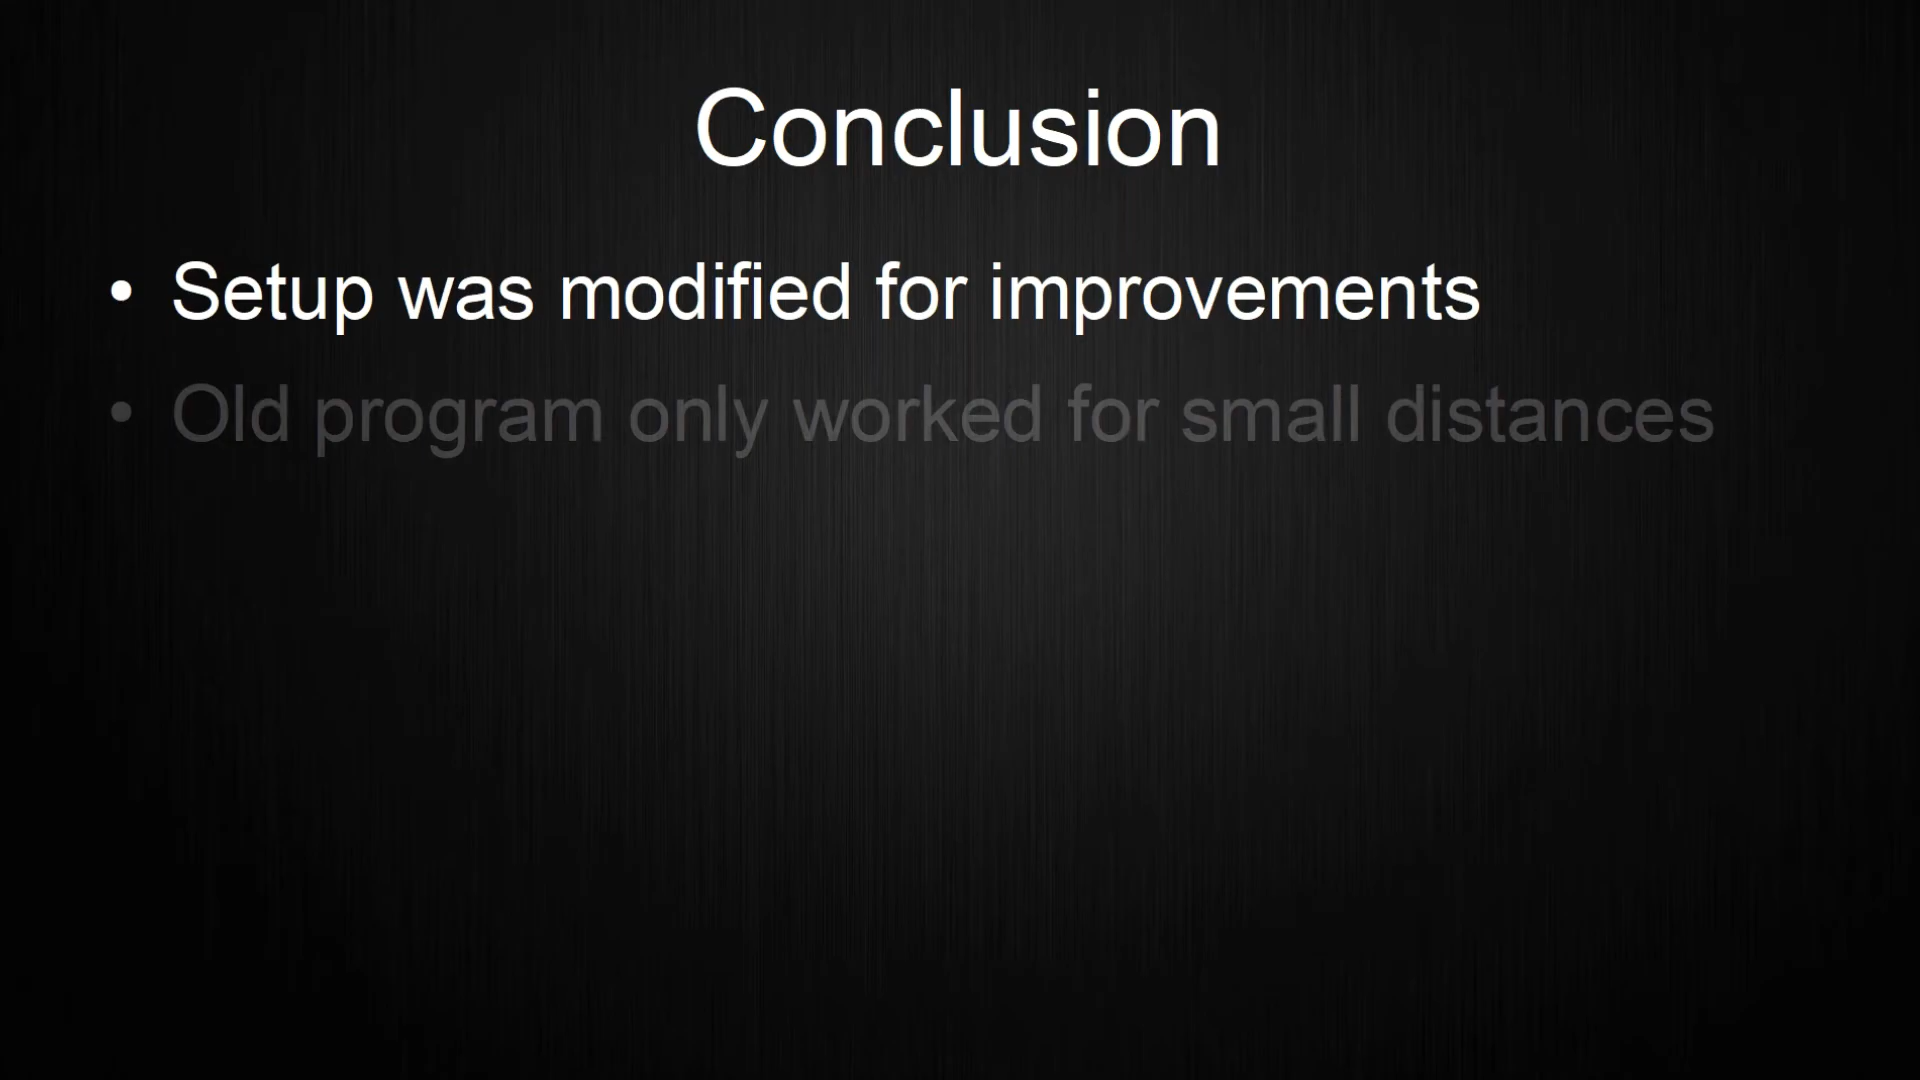 Conclusion
• Setup was modified for improvements
• Old program only worked for small distances